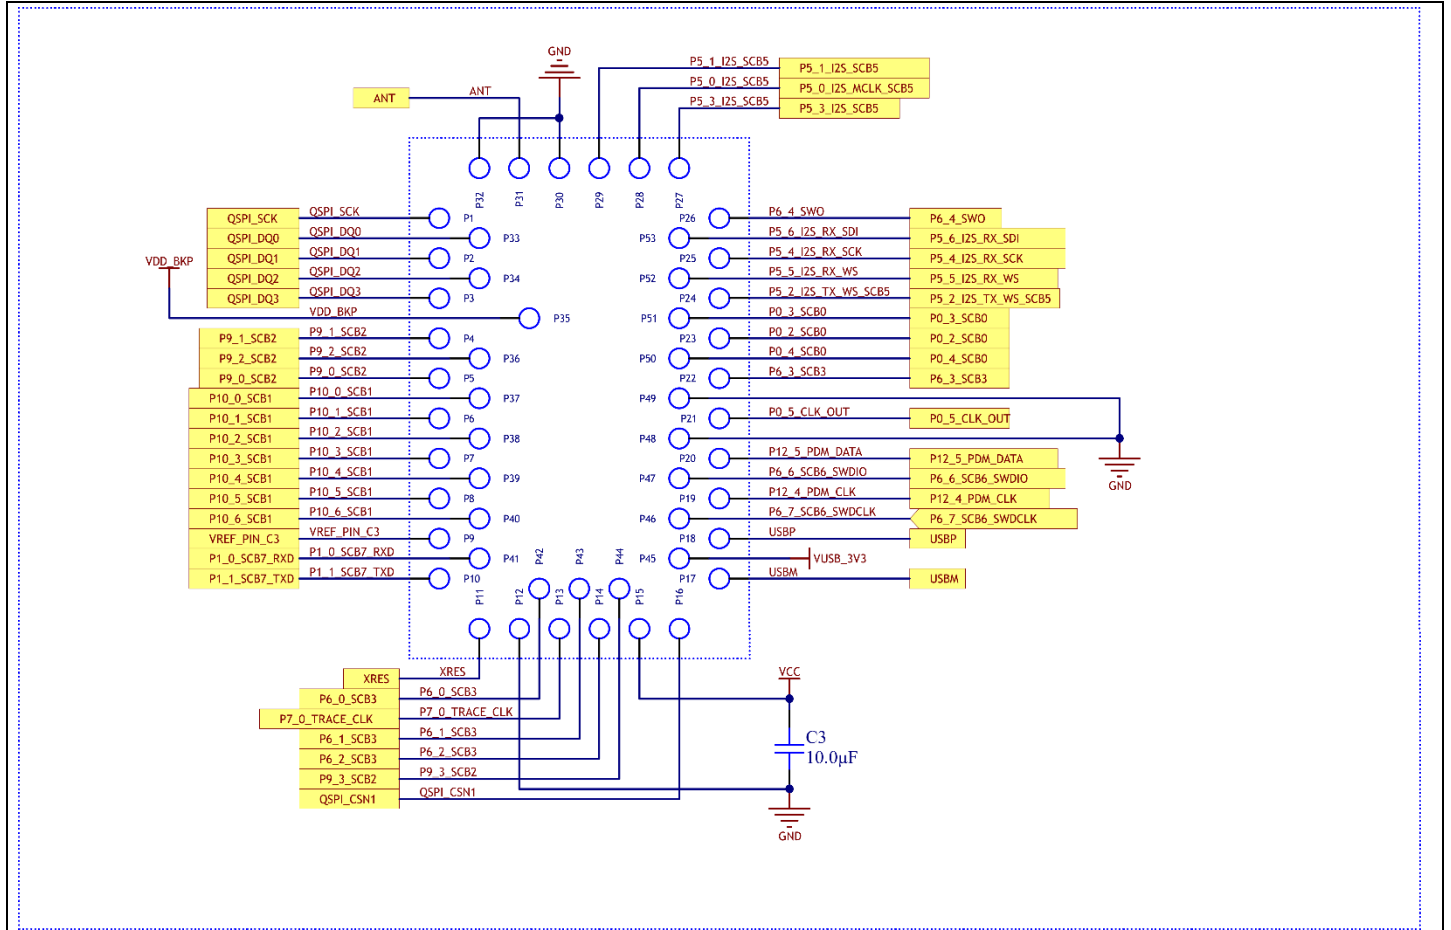 GND
P5_1_I2S_SCB5 P5_1_I2S_SCB5
P5_0_I2S_SCB5 P5_0_I2S_MCLK_SCB5
ANT ANT
P5_3_I2S_SCB5 P5_3_I2S_SCB5
P32 P31 P30 P29 P28 P27
QSPI_SCK QSPI_SCK P1 P26 P6_4_SWO P6_4_SWO
QSPI_DQ0 QSPI_DQ0 P33 P53 P5_6_I2S_RX_SDI P5_6_I2S_RX_SDI
QSPI_DQ1 QSPI_DQ1 P2 P25 P5_4_I2S_RX_SCK P5_4_I2S_RX_SCK
VDD_BKP
QSPI_DQ2 QSPI_DQ2 P34 P52 P5_5_I2S_RX_WS P5_5_I2S_RX_WS
QSPI_DQ3 QSPI_DQ3 P3 P24 P5_2_I2S_TX_WS_SCB5 P5_2_I2S_TX_WS_SCB5
VDD_BKP P35 P51 P0_3_SCB0 P0_3_SCB0
P9_1_SCB2 P9_1_SCB2 P4 P23 P0_2_SCB0 P0_2_SCB0
P9_2_SCB2 P9_2_SCB2 P36 P50 P0_4_SCB0 P0_4_SCB0
P9_0_SCB2 P9_0_SCB2 P5 P22 P6_3_SCB3 P6_3_SCB3
P10_0_SCB1 P10_0_SCB1 P37 P49
P10_1_SCB1 P10_1_SCB1 P6 P21 P0_5_CLK_OUT P0_5_CLK_OUT
P10_2_SCB1 P10_2_SCB1 P38 P48
P10_3_SCB1 P10_3_SCB1 P7 P20 P12_5_PDM_DATA P12_5_PDM_DATA
P10_4_SCB1 P10_4_SCB1 P39 P47 P6_6_SCB6_SWDIO P6_6_SCB6_SWDIO
GND
P10_5_SCB1 P10_5_SCB1 P8 P19 P12_4_PDM_CLK P12_4_PDM_CLK
P10_6_SCB1 P10_6_SCB1 P40 P46 P6_7_SCB6_SWDCLK P6_7_SCB6_SWDCLK
VREF_PIN_C3 VREF_PIN_C3 P9 P18 USBP USBP
P1_0_SCB7_RXD P1_0_SCB7_RXD P41 P42 P43 P44 P45 VUSB_3V3
P1_1_SCB7_TXD P1_1_SCB7_TXD P10 P17 USBM USBM
P11 P12 P13 P14 P15 P16
XRES XRES VCC
P6_0_SCB3 P6_0_SCB3
P7_0_TRACE_CLK P7_0_TRACE_CLK
P6_1_SCB3 P6_1_SCB3 C3
P6_2_SCB3 P6_2_SCB3 10.0µF
P9_3_SCB2 P9_3_SCB2
QSPI_CSN1 QSPI_CSN1
GND